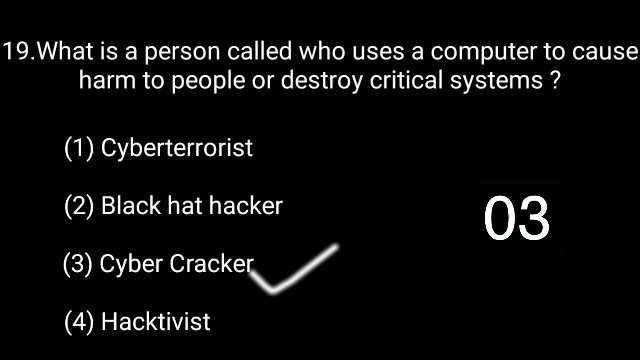 19.What is a person called who uses a computer to cause
harm to people or destroy critical systems ?
(1) Cyberterrorist
(2) Black hat hacker
03
(3) Cyber Cracker
(4) Hacktivist